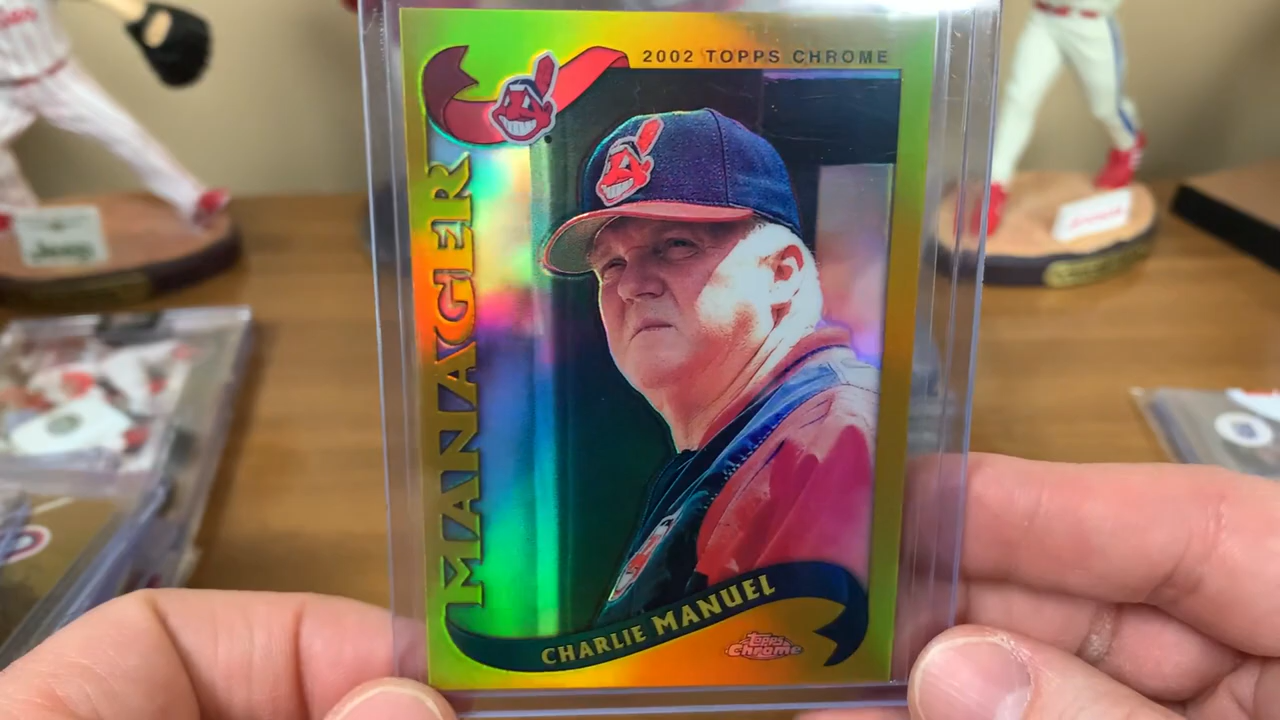 2002 TOPPS CHROME
MANAGER
CHARLIE MANUEL
Topps
Chrome